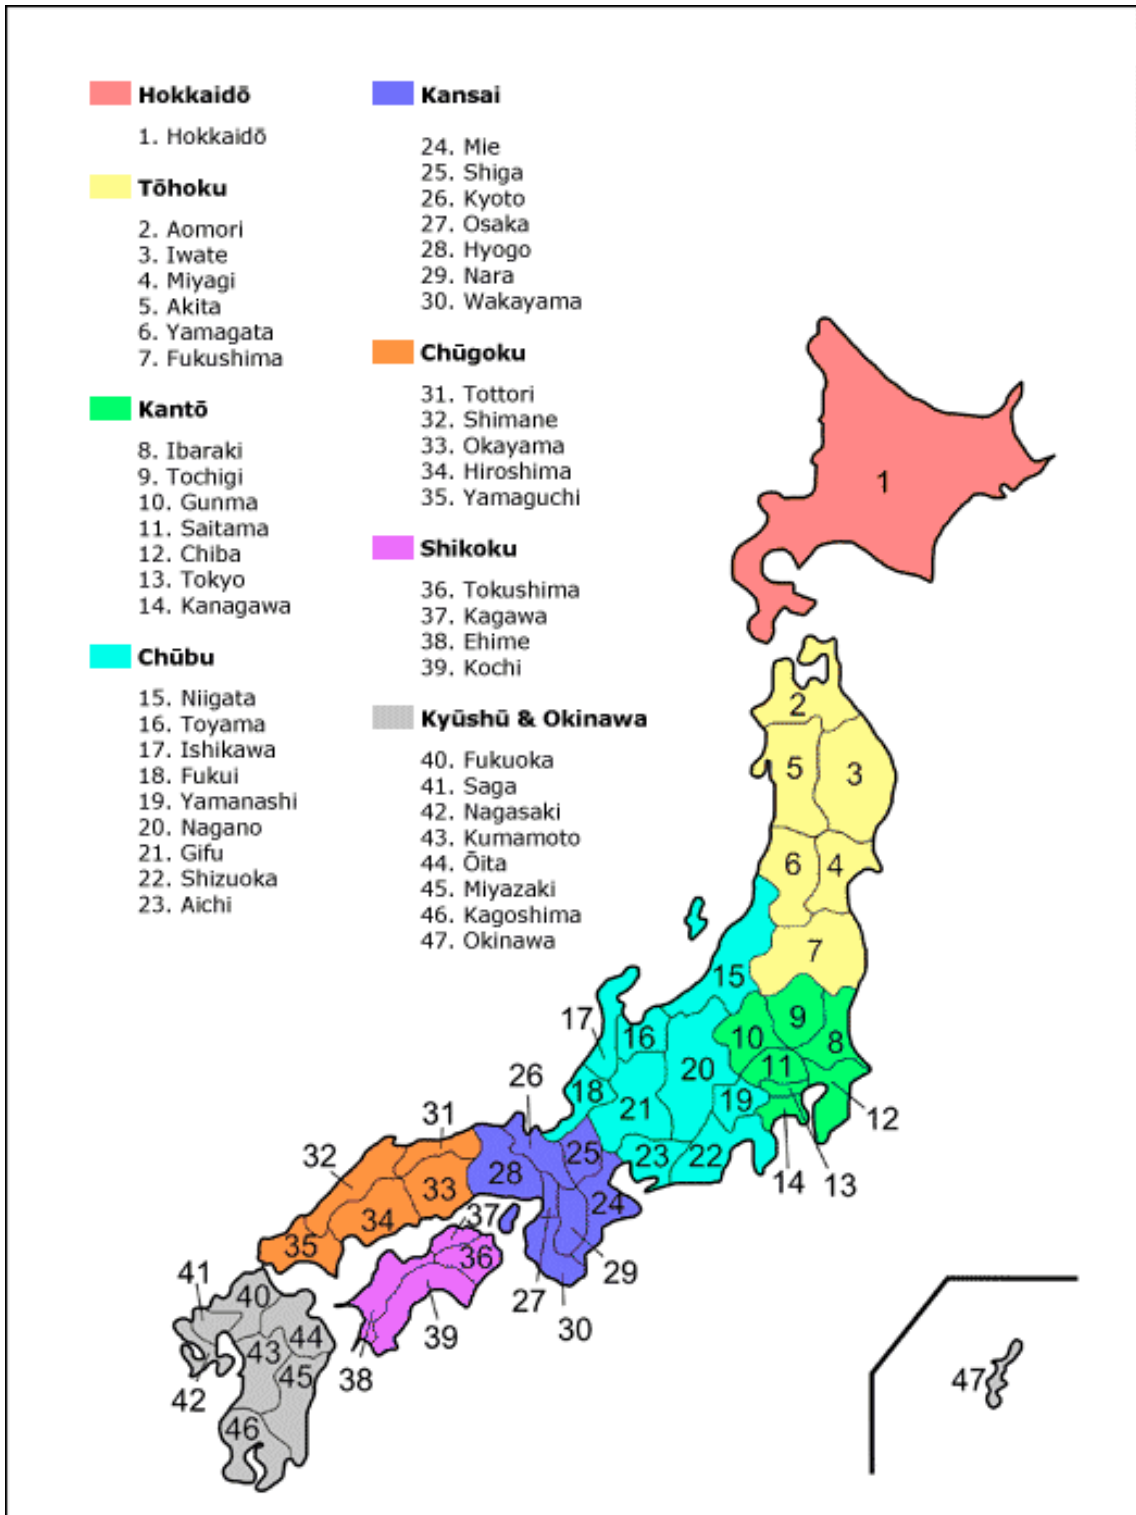 Hokkaidō
1. Hokkaidō
Tōhoku
2. Aomori
3. Iwate
4. Miyagi
5. Akita
6. Yamagata
7. Fukushima
Kantō
8. Ibaraki
9. Tochigi
10. Gunma
11. Saitama
12. Chiba
13. Tokyo
14. Kanagawa
Chūbu
15. Niigata
16. Toyama
17. Ishikawa
18. Fukui
19. Yamanashi
20. Nagano
21. Gifu
22. Shizuoka
23. Aichi
Kansai
24. Mie
25. Shiga
26. Kyoto
27. Osaka
28. Hyogo
29. Nara
30. Wakayama
Chūgoku
31. Tottori
32. Shimane
33. Okayama
34. Hiroshima
35. Yamaguchi
Shikoku
36. Tokushima
37. Kagawa
38. Ehime
39. Kochi
Kyūshū & Okinawa
40. Fukuoka
41. Saga
42. Nagasaki
43. Kumamoto
44. Ōita
45. Miyazaki
46. Kagoshima
47. Okinawa
1
2
5
3
6
4
7
15
9
17
16
10
8
20
11
26
18
21
19
12
31
32
25
23
22
14
13
28
33
24
34
37
35
36
29
41
40
27
30
44
43
39
45
38
42
47
46